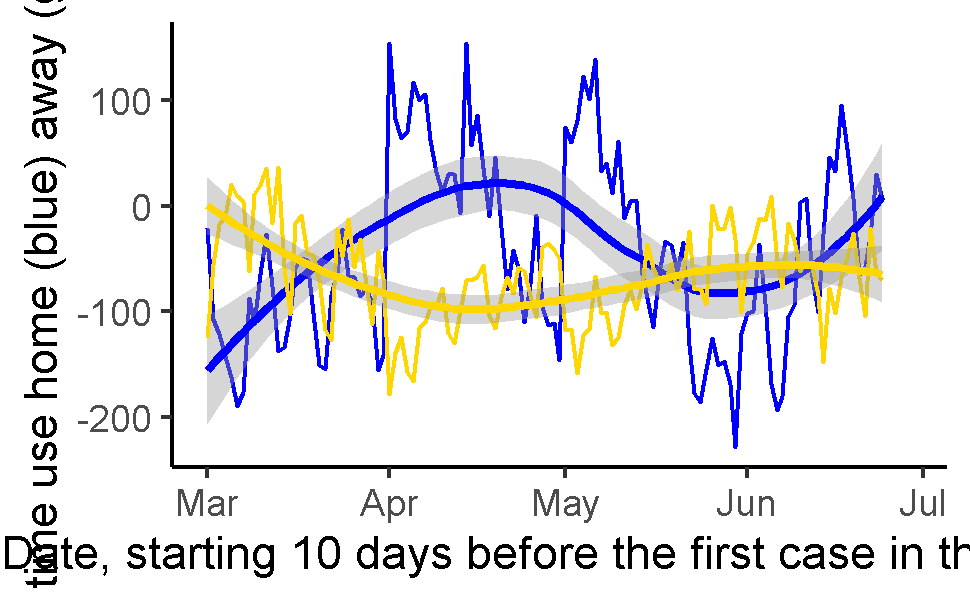 time use home (blue) away (
100
0
-100
-200
Mar Apr May Jun Jul
Date, starting 10 days before the first case in th